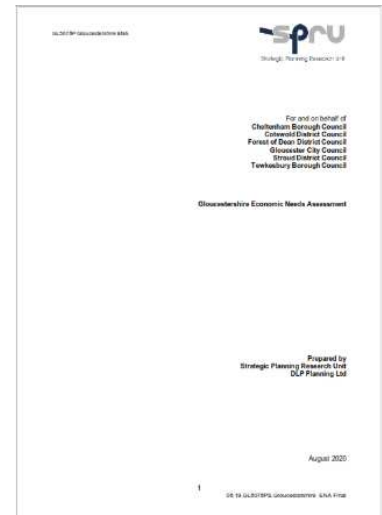 GL5078P Gloucestershire ENA
spru
Strategic Planning Research Unit
For and on behalf of
Cheltenham Borough Council
Cotswold District Council
Forest of Dean District Council
Gloucester City Council
Stroud District Council
Tewkesbury Borough Council
Gloucestershire Economic Needs Assessment
Prepared by
Strategic Planning Research Unit
DLP Planning Ltd
August 2020
1
Gloucestershire ENA Final